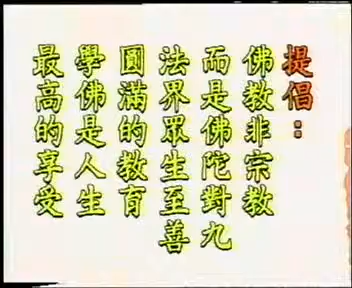 提倡：
佛教非宗教
而是佛陀對九
法界眾生至善
圓滿的教育
學佛是人生
最高的享受